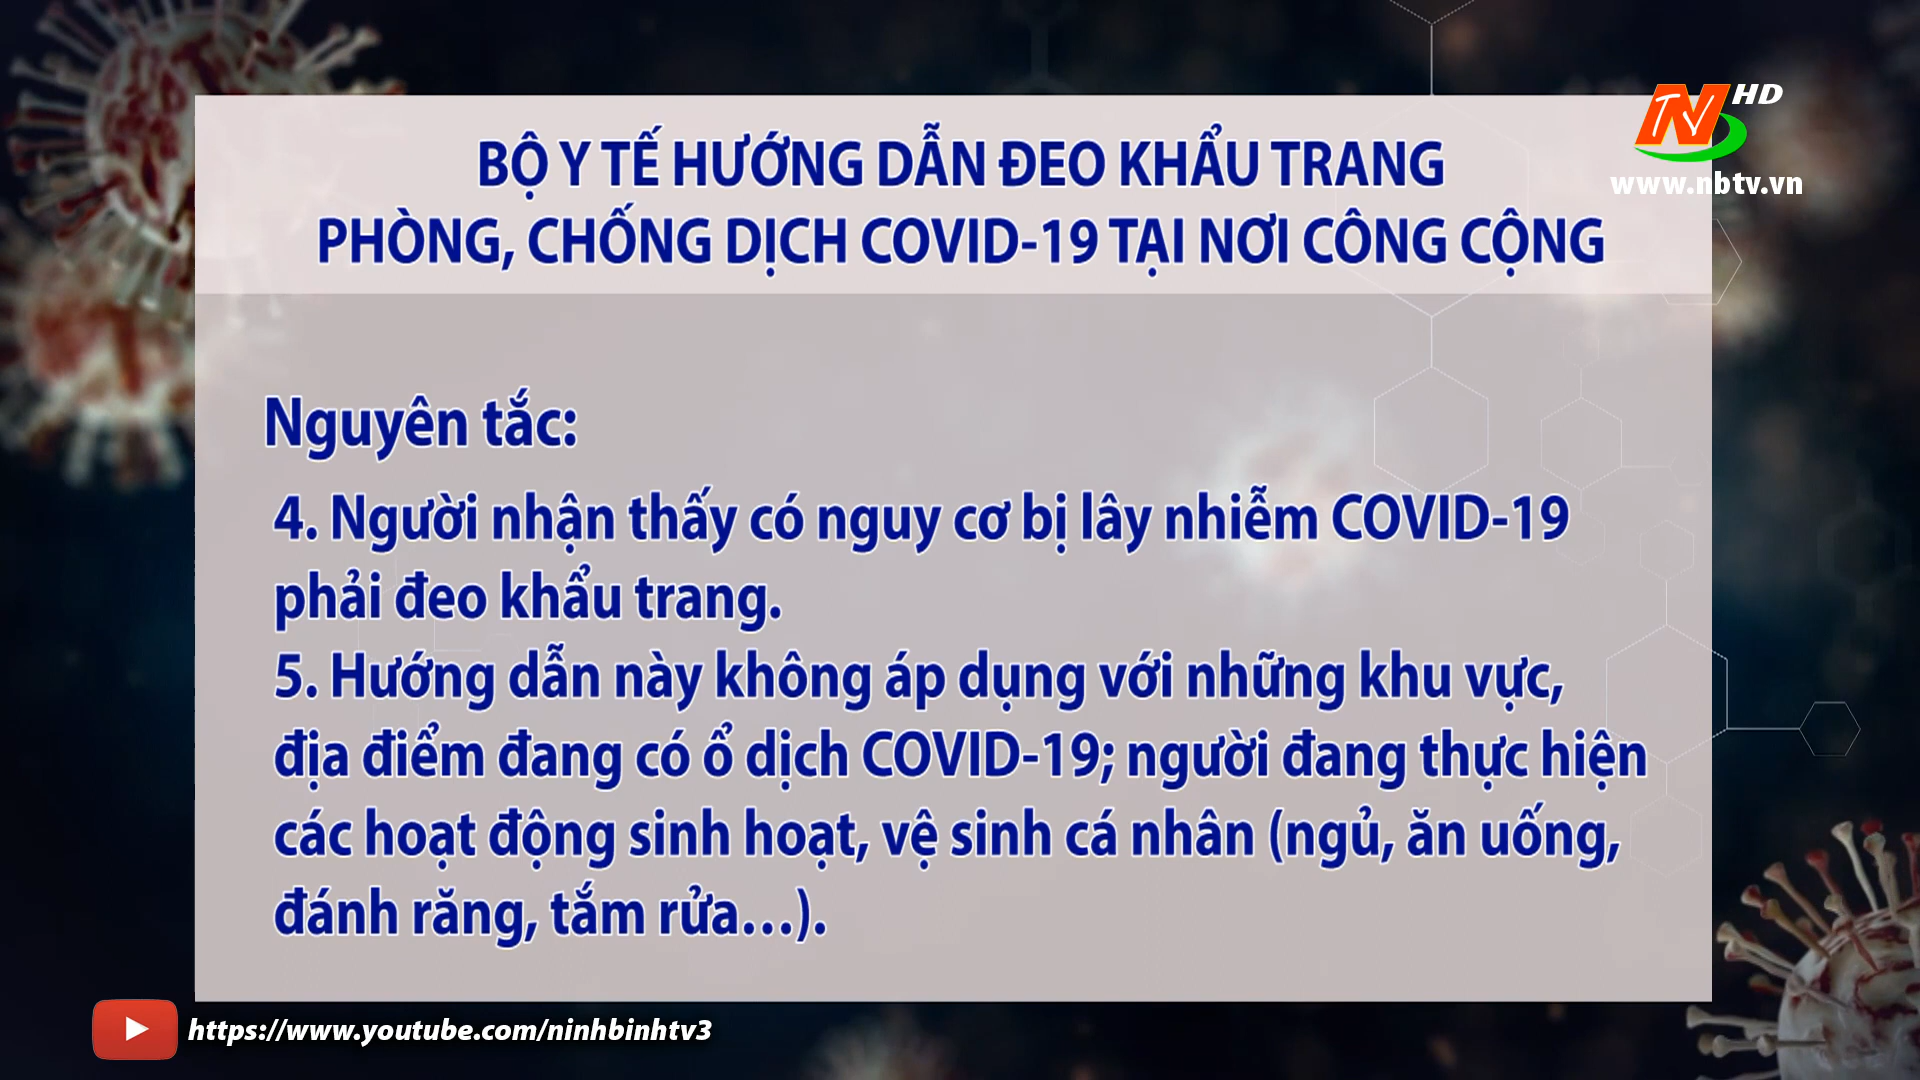 HD
www.nbtv.vn
BỘ Y TẾ HƯỚNG DẪN ĐEO KHẨU TRANG
PHÒNG, CHỐNG DỊCH COVID-19 TẠI NƠI CÔNG CỘNG
Nguyên tắc:
4. Người nhận thấy có nguy cơ bị lây nhiễm COVID-19
phải đeo khẩu trang.
5. Hướng dẫn này không áp dụng với những khu vực,
địa điểm đang có ổ dịch COVID-19; người đang thực hiện
các hoạt động sinh hoạt, vệ sinh cá nhân (ngủ, ăn uống,
đánh răng, tắm rửa...).
https://www.youtube.com/ninhbinhtv3